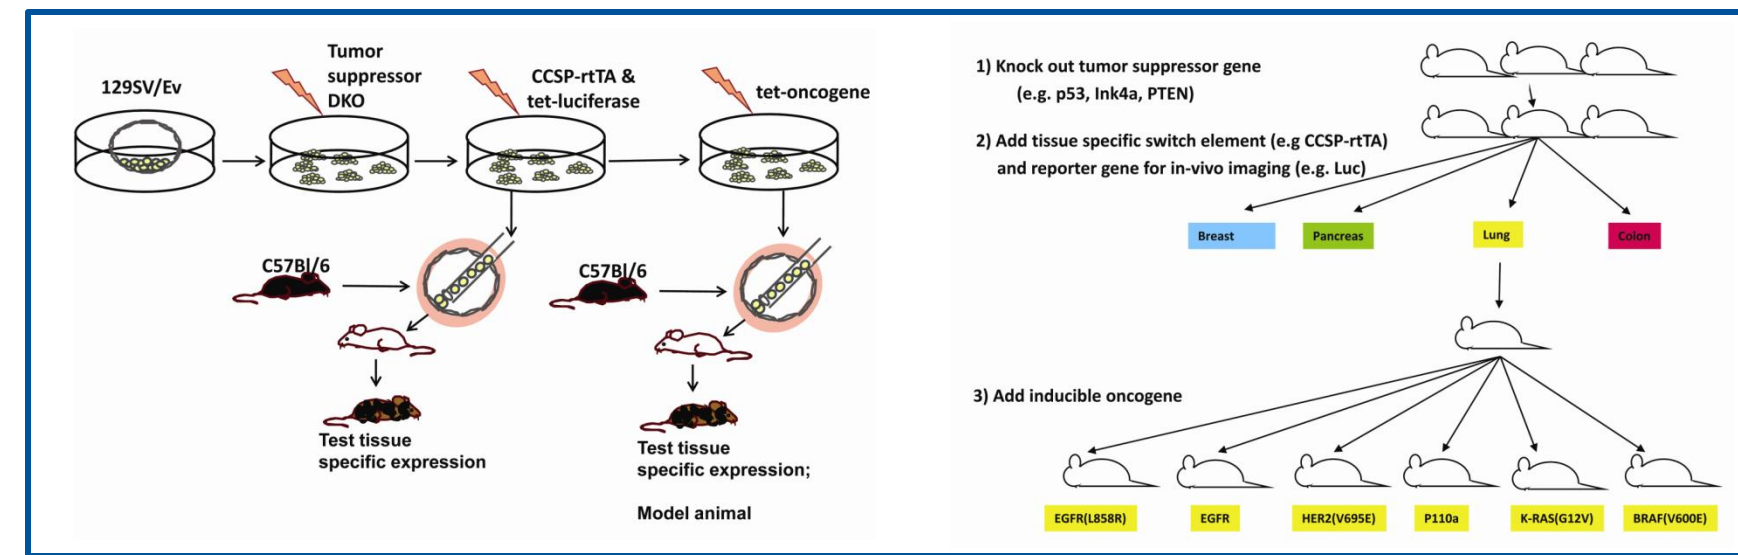 129SV/Ev
Tumor
suppressor
DKO
CCSP-rtTA &
tet-luciferase
tet-oncogene
C57Bl/6
C57Bl/6
Test tissue
specific expression
Test tissue
specific expression;
Model animal
1) Knock out tumor suppressor gene
(e.g. p53, Ink4a, PTEN)
2) Add tissue specific switch element (e.g CCSP-rtTA)
and reporter gene for in-vivo imaging (e.g. Luc)
Breast
Pancreas
Lung
Colon
3) Add inducible oncogene
EGFR(L858R)
EGFR
HER2(V695E)
P110a
K-RAS(G12V)
BRAF(V600E)